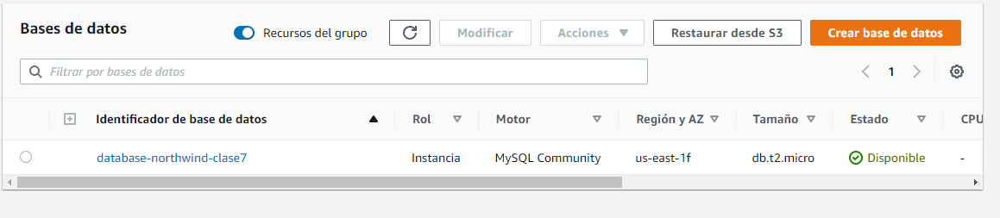 Bases de datos
Recursos del grupo
Modificar
Acciones
Restaurar desde S3
Crear base de datos
Filtrar por bases de datos
1
Identificador de base de datos Rol Motor Región y AZ Tamaño Estado CPU
database-northwind-clase7 Instancia MySQL Community us-east-1f db.t2.micro Disponible -